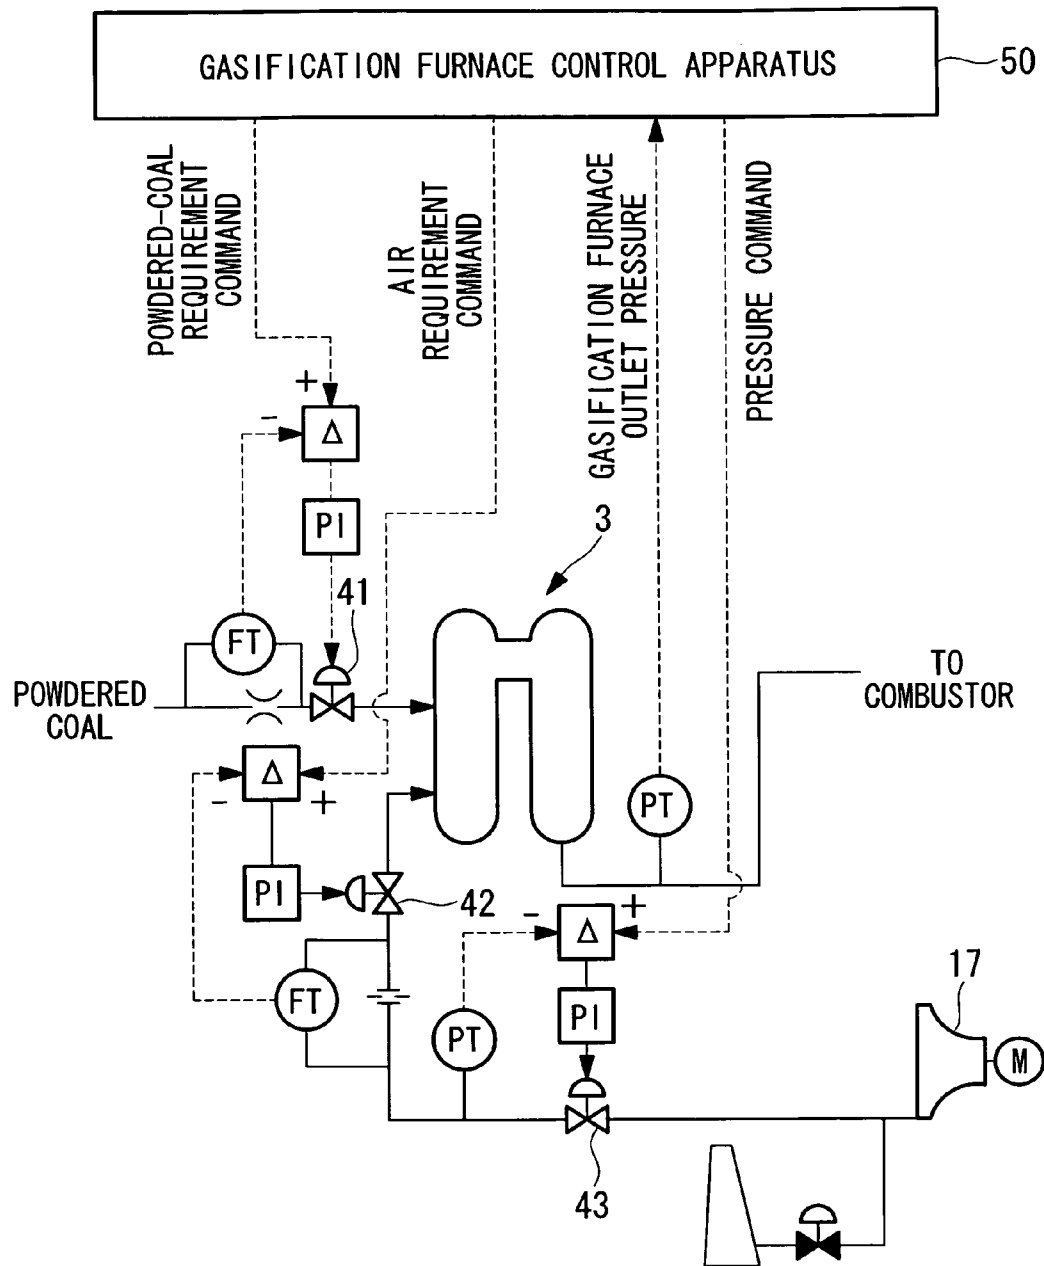 GASIFICATION FURNACE CONTROL APPARATUS
50
POWDERED-COAL
REQUIREMENT
COMMAND
AIR
REQUIREMENT
COMMAND
GASIFICATION FURNACE
OUTLET PRESSURE
PRESSURE COMMAND
+
-
Δ
PI
3
41
FT
POWDERED
COAL
TO
COMBUSTOR
Δ
-
+
PT
PI
42
-
+
Δ
17
FT
PT
PI
M
43